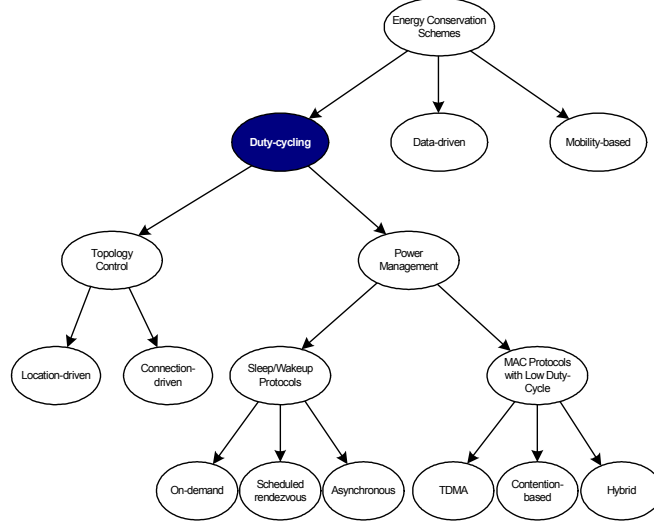 Energy Conservation
Schemes
Duty-cycling
Data-driven
Mobility-based
Topology
Control
Power
Management
Location-driven
Connection-
driven
Sleep/Wakeup
Protocols
MAC Protocols
with Low Duty-
Cycle
On-demand
Scheduled
rendezvous
Asynchronous
TDMA
Contention-
based
Hybrid